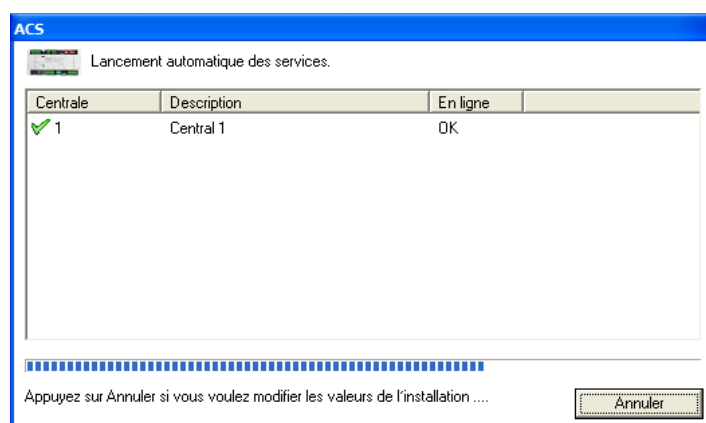 ACS
Lancement automatique des services.
Centrale Description En ligne
1 Central 1 OK
Appuyez sur Annuler si vous voulez modifier les valeurs de l'installation ....
Annuler